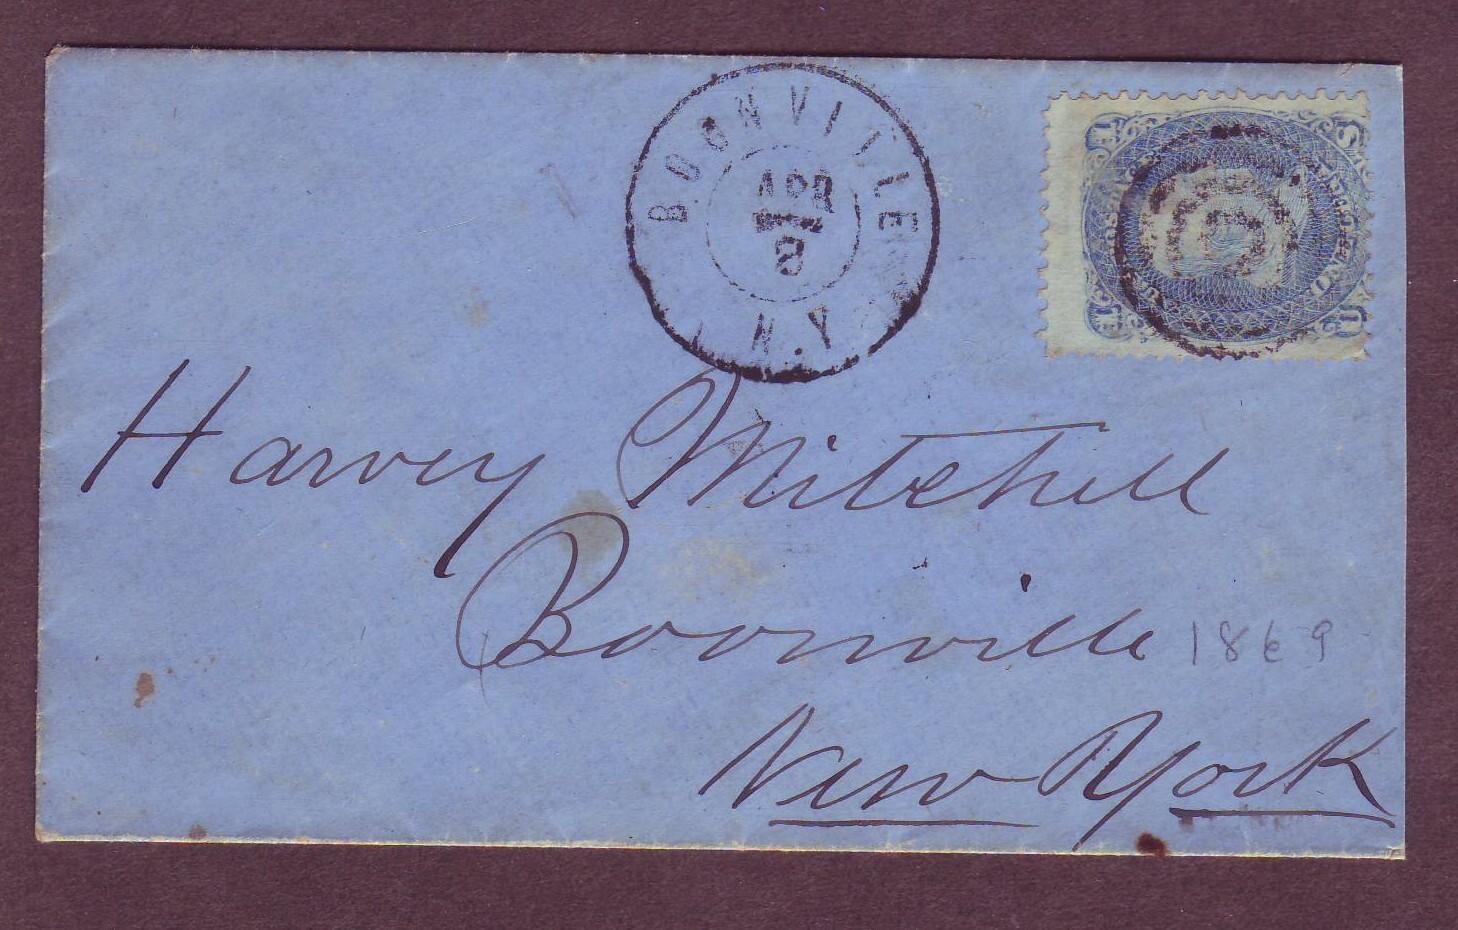 BOONVILLE
APR
8
N.Y.
Harvey Mitchell
Boonville
1869
New York